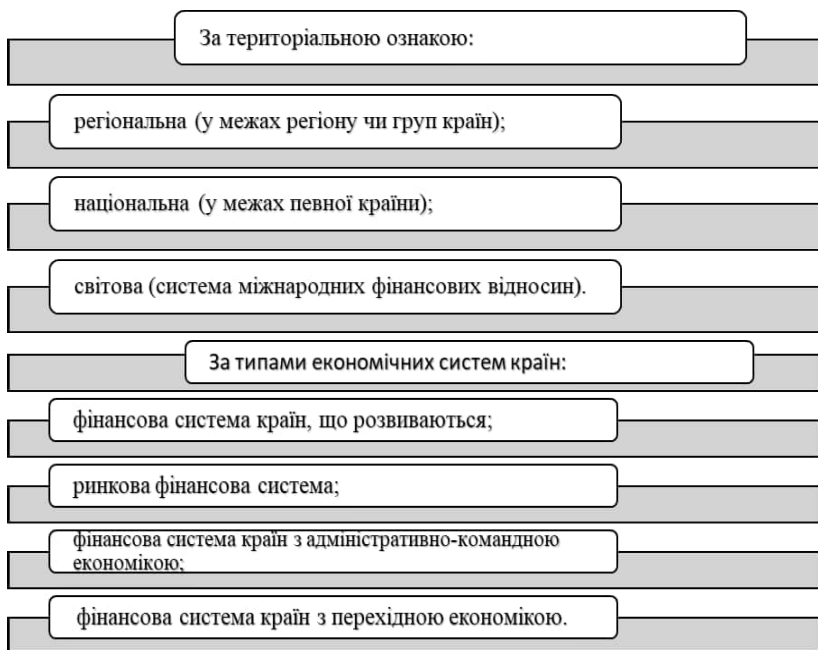 За територіальною ознакою:
регіональна (у межах регіону чи груп країн);
національна (у межах певної країни);
світова (система міжнародних фінансових відносин).
За типами економічних систем країн:
фінансова система країн, що розвиваються;
ринкова фінансова система;
фінансова система країн з адміністративно-командною
економікою;
фінансова система країн з перехідною економікою.